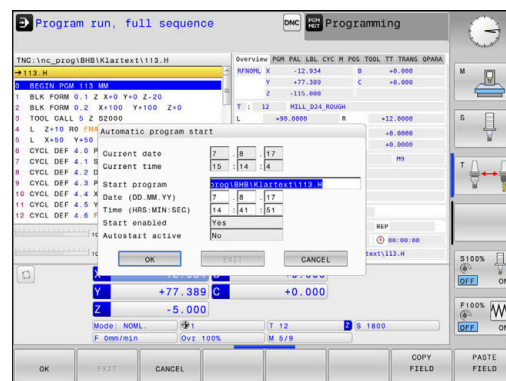 Program run, full sequence
DNC
PGM MGT
Programming
TNC:\nc_prog\BHB\Klartext\113.H
→113.H
0 BEGIN PGM 113 MM
1 BLK FORM 0.1 Z X+0 Y+0 Z-20
2 BLK FORM 0.2 X+100 Y+100 Z+0
3 TOOL CALL 5 Z S2000
4 L Z+10 R0 FMA
5 L X+50 Y+50
6 CYCL DEF 4.0 P
7 CYCL DEF 4.1 S
8 CYCL DEF 4.2 D
9 CYCL DEF 4.3 P
10 CYCL DEF 4.4 X
11 CYCL DEF 4.5 Y
12 CYCL DEF 4.6 F
Overview PGM PAL LBL CYC M POS TOOL TT TRANS QPARA
RFNOML X -12.934 B +0.000
Y +77.389 C +0.000
Z -115.000
T : 12 MILL_D24_ROUGH
L +90.0000 R +12.0000
+0.0000
+0.0000
M9
REP
00:00:00
text\113.H
Automatic program start
Current date 7 . 8 . 17
Current time 15 : 14 : 4
Start program prog\BHB\Klartext\113.H
Date (DD.MM.YY) 7 . 8 . 17
Time (HRS:MIN:SEC) 14 : 41 : 51
Start enabled Yes
Autostart active No
OK EXIT CANCEL
X
Y +77.389 C +0.000
Z -5.000
Mode: NOML. 1 T 12 Z S 1800
F 0mm/min Ovr 100% M 5/9
M
S
T
S100%
OFF ON
F100%
OFF ON
OK EXIT CANCEL COPY FIELD PASTE FIELD